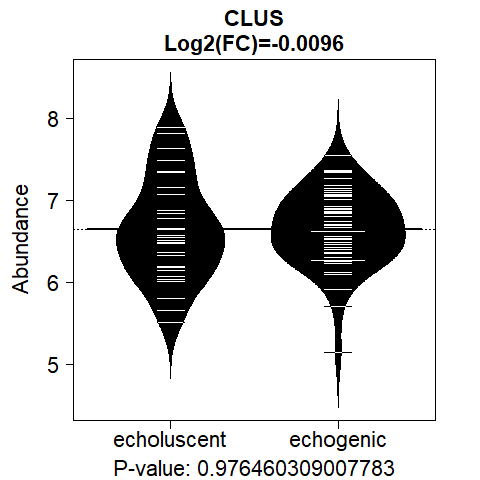 CLUS
Log2(FC)=-0.0096
Abundance
8
7
6
5
echoluscent echogenic
P-value: 0.976460309007783